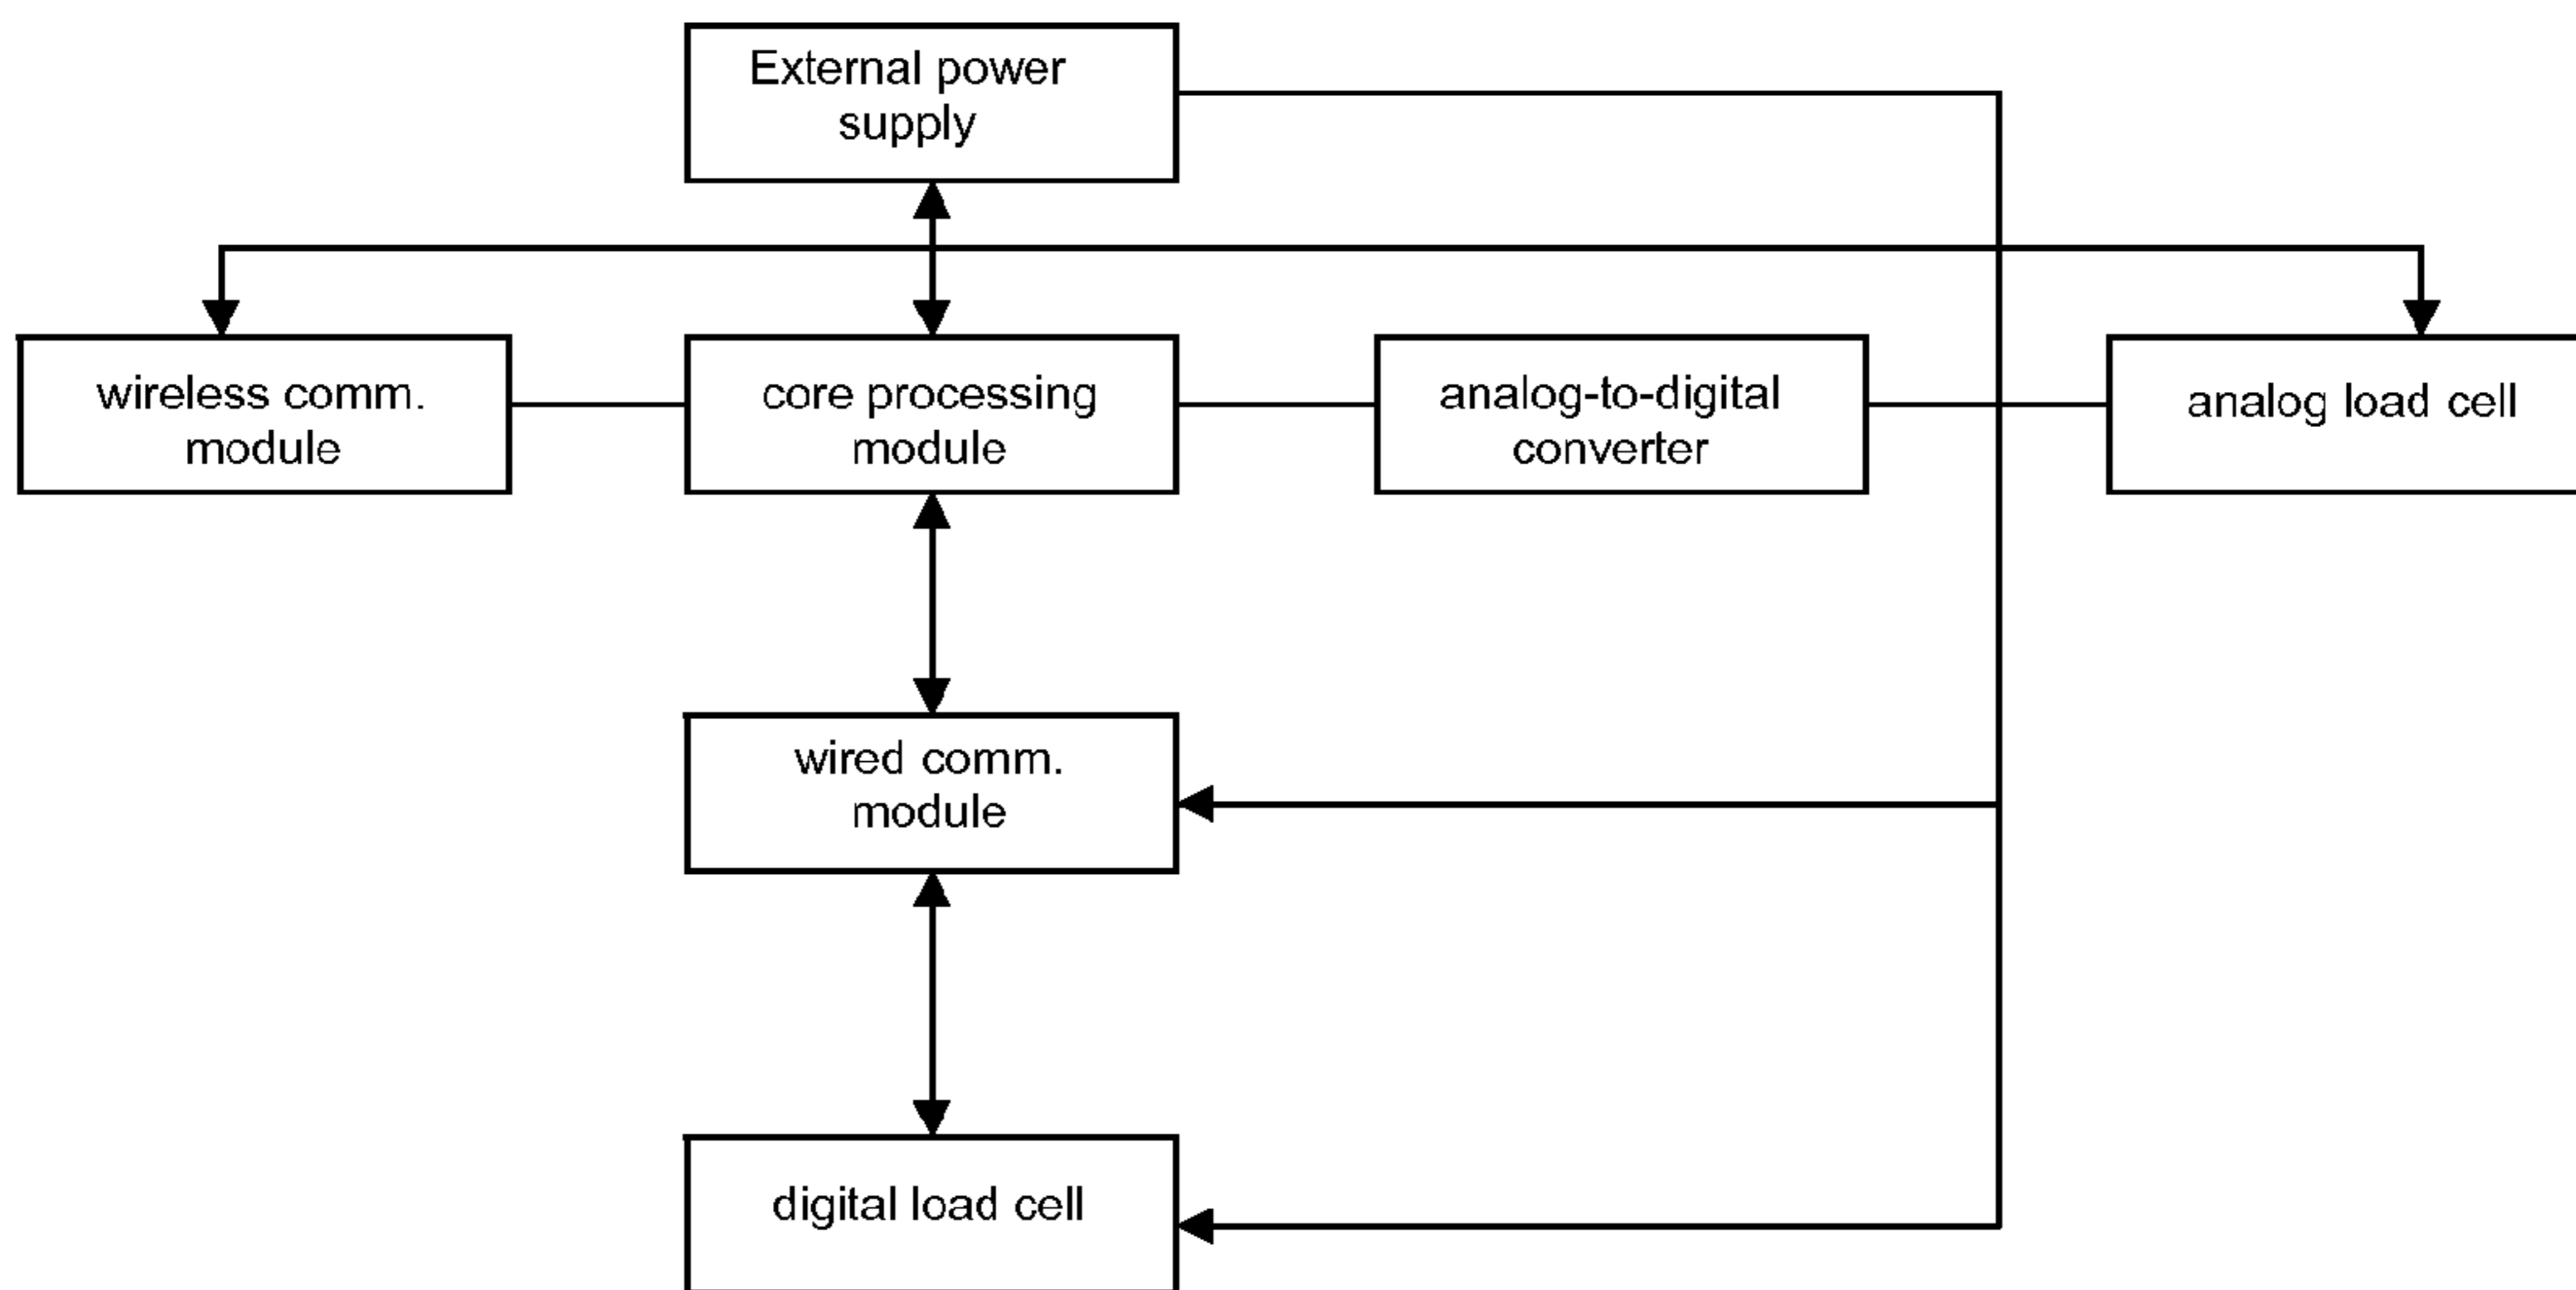 External power
supply
wireless comm.
module
core processing
module
analog-to-digital
converter
analog load cell
wired comm.
module
digital load cell